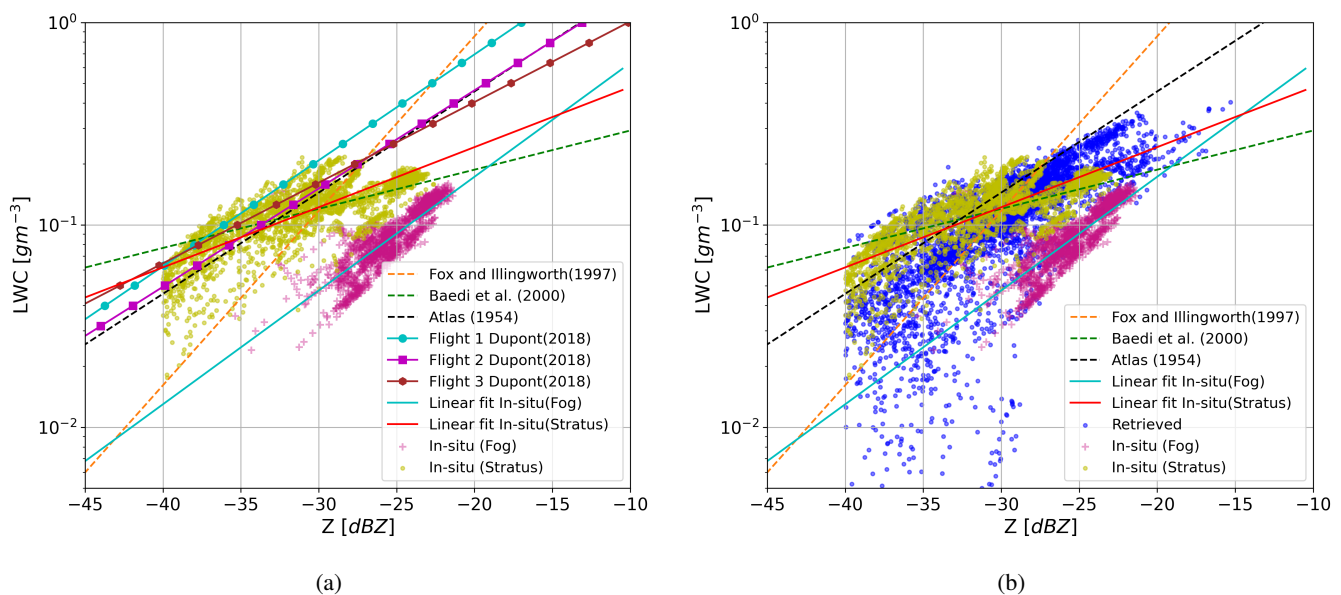 10^0
10^−1
10^−2
LWC [gm^−3]
−45 −40 −35 −30 −25 −20 −15 −10
Z [dBZ]
Fox and Illingworth(1997)
Baedi et al. (2000)
Atlas (1954)
Flight 1 Dupont(2018)
Flight 2 Dupont(2018)
Flight 3 Dupont(2018)
Linear fit In-situ(Fog)
Linear fit In-situ(Stratus)
In-situ (Fog)
In-situ (Stratus)
(a)
10^0
10^−1
10^−2
LWC [gm^−3]
−45 −40 −35 −30 −25 −20 −15 −10
Z [dBZ]
Fox and Illingworth(1997)
Baedi et al. (2000)
Atlas (1954)
Linear fit In-situ(Fog)
Linear fit In-situ(Stratus)
Retrieved
In-situ (Fog)
In-situ (Stratus)
(b)